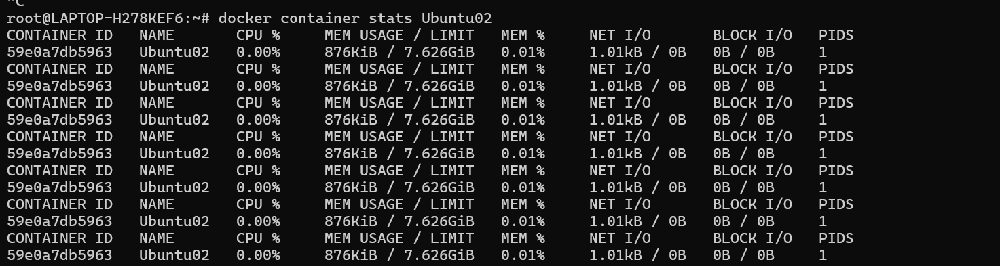 ^C
root@LAPTOP-H278KEF6:~# docker container stats Ubuntu02
CONTAINER ID   NAME       CPU %     MEM USAGE / LIMIT   MEM %     NET I/O       BLOCK I/O   PIDS
59e0a7db5963   Ubuntu02   0.00%     876KiB / 7.626GiB   0.01%     1.01kB / 0B   0B / 0B     1
CONTAINER ID   NAME       CPU %     MEM USAGE / LIMIT   MEM %     NET I/O       BLOCK I/O   PIDS
59e0a7db5963   Ubuntu02   0.00%     876KiB / 7.626GiB   0.01%     1.01kB / 0B   0B / 0B     1
CONTAINER ID   NAME       CPU %     MEM USAGE / LIMIT   MEM %     NET I/O       BLOCK I/O   PIDS
59e0a7db5963   Ubuntu02   0.00%     876KiB / 7.626GiB   0.01%     1.01kB / 0B   0B / 0B     1
CONTAINER ID   NAME       CPU %     MEM USAGE / LIMIT   MEM %     NET I/O       BLOCK I/O   PIDS
59e0a7db5963   Ubuntu02   0.00%     876KiB / 7.626GiB   0.01%     1.01kB / 0B   0B / 0B     1
CONTAINER ID   NAME       CPU %     MEM USAGE / LIMIT   MEM %     NET I/O       BLOCK I/O   PIDS
59e0a7db5963   Ubuntu02   0.00%     876KiB / 7.626GiB   0.01%     1.01kB / 0B   0B / 0B     1
CONTAINER ID   NAME       CPU %     MEM USAGE / LIMIT   MEM %     NET I/O       BLOCK I/O   PIDS
59e0a7db5963   Ubuntu02   0.00%     876KiB / 7.626GiB   0.01%     1.01kB / 0B   0B / 0B     1
CONTAINER ID   NAME       CPU %     MEM USAGE / LIMIT   MEM %     NET I/O       BLOCK I/O   PIDS
59e0a7db5963   Ubuntu02   0.00%     876KiB / 7.626GiB   0.01%     1.01kB / 0B   0B / 0B     1